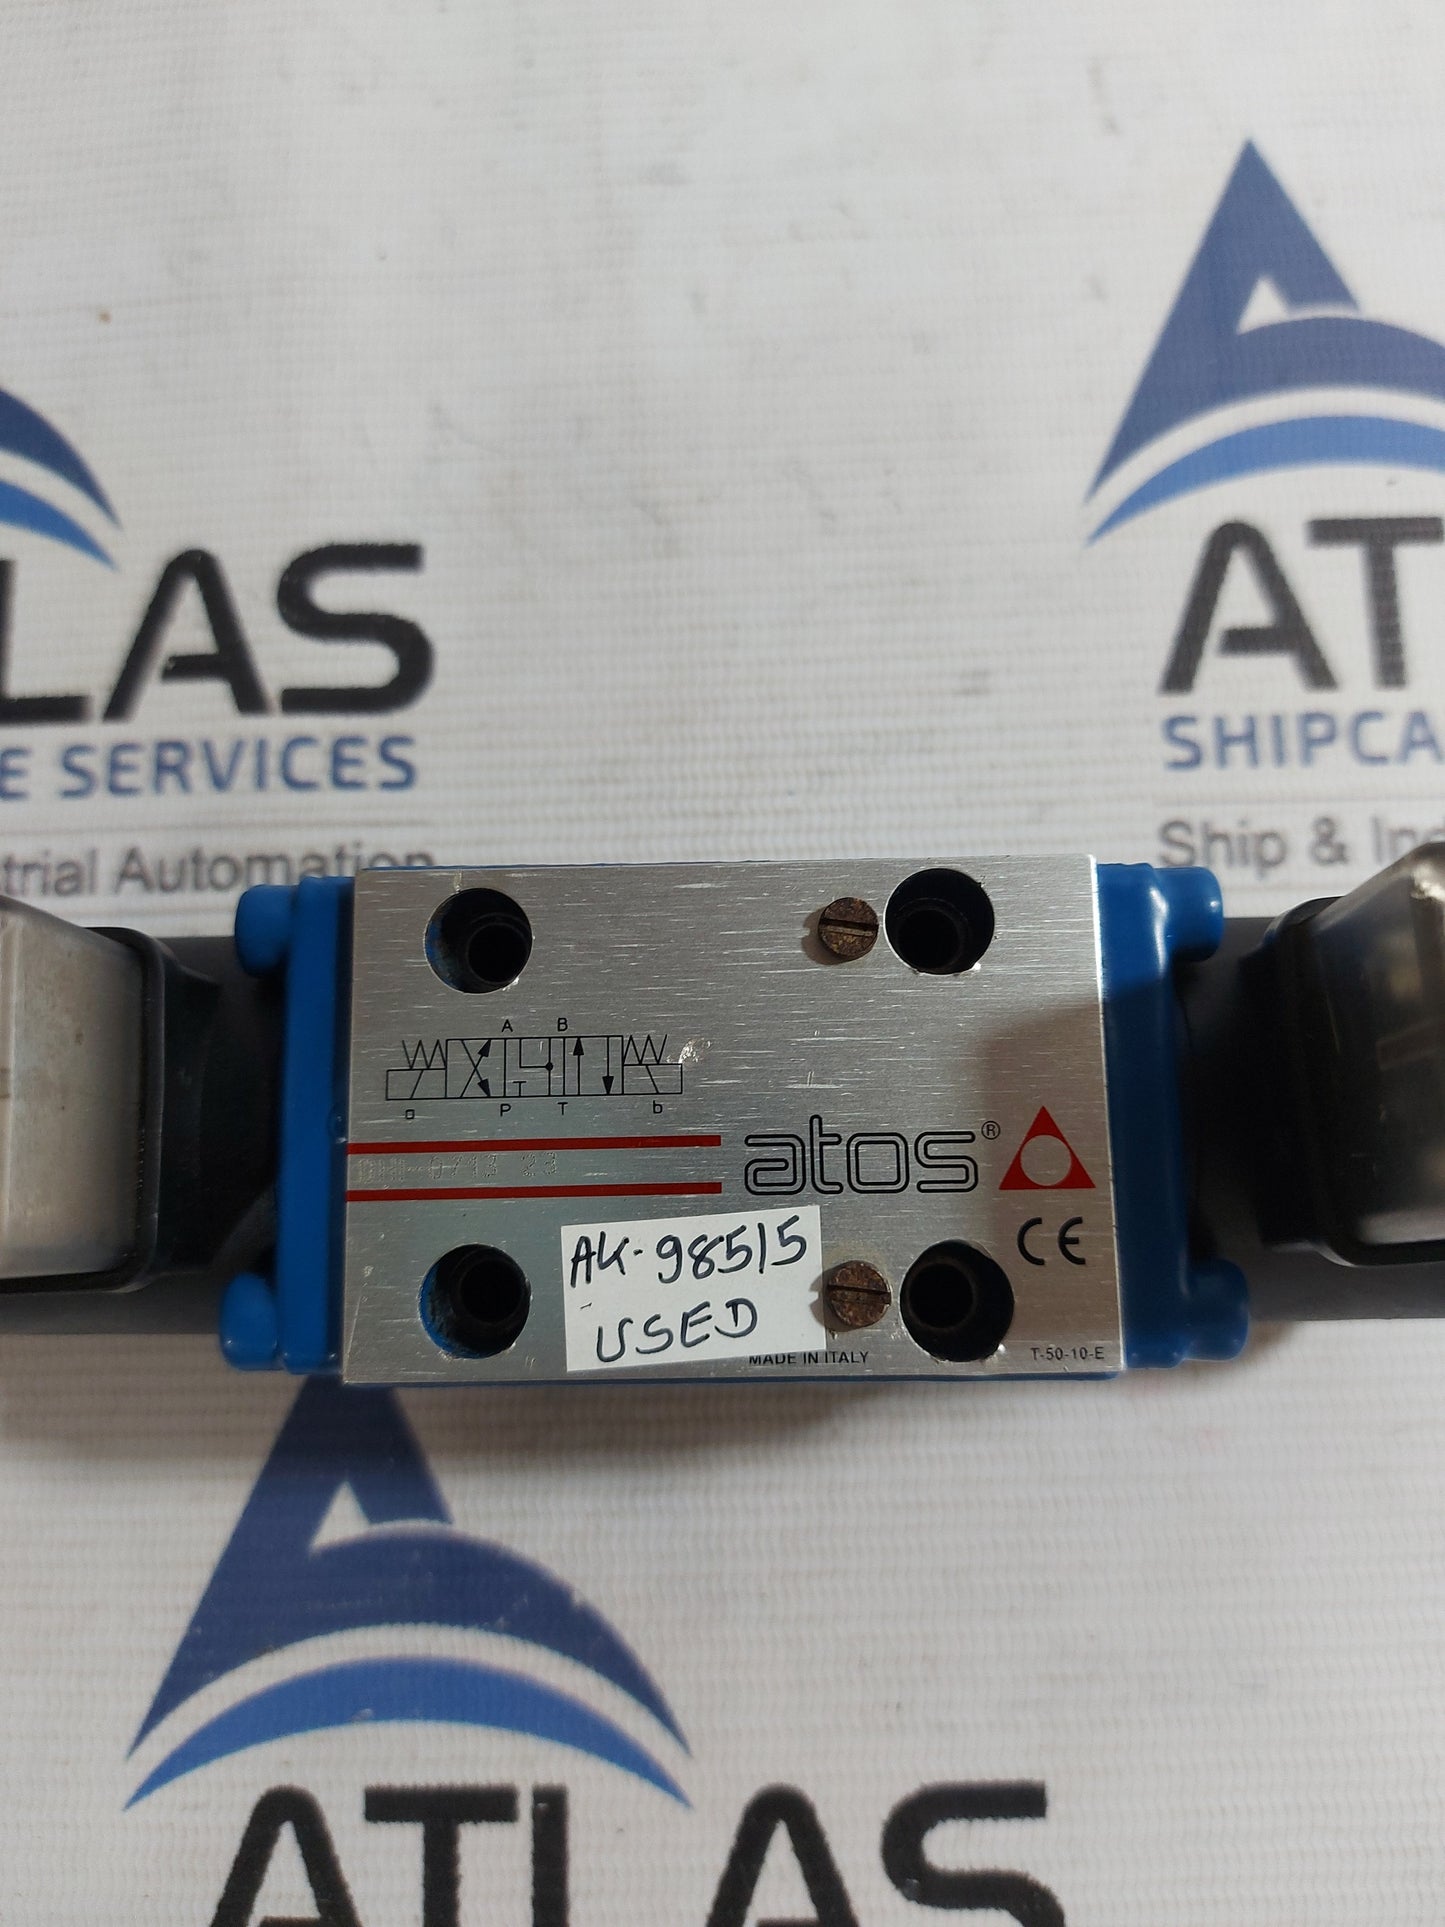 LAS
E SERVICES
strial Automation
AT
SHIPCA
Ship & In
A B
T
a P T b
DHI-0713 23
atos®
CE
AK-98515
USED
MADE IN ITALY
T-50-10-E
ATLAS